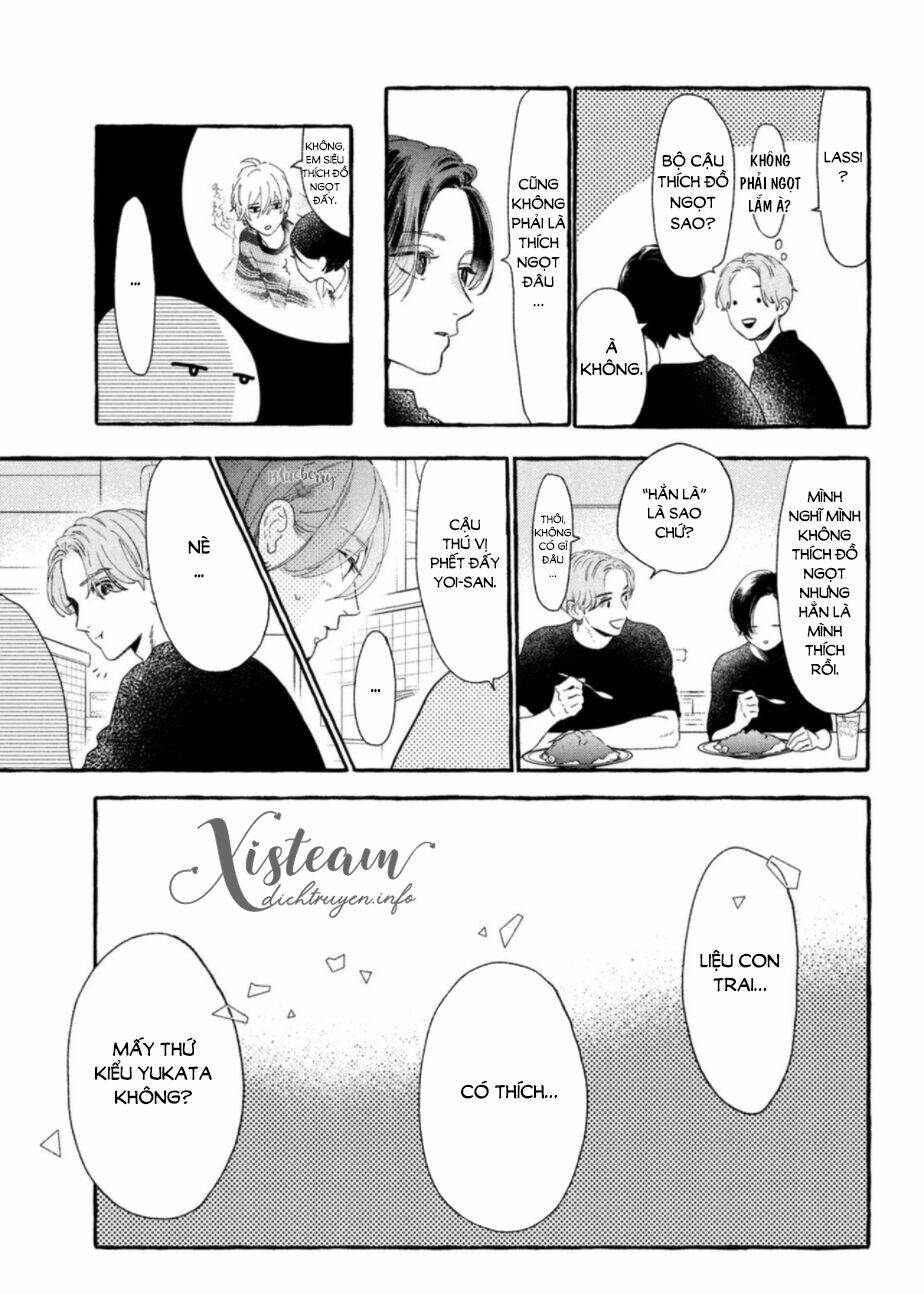 LASSI
?
KHÔNG
PHẢI NGỌT
LẮM À?
BỘ CẬU
THÍCH ĐỒ
NGỌT
SAO?
À
KHÔNG.
CŨNG
KHÔNG
PHẢI LÀ
THÍCH
NGỌT
ĐÂU
...
KHÔNG,
EM SIÊU
THÍCH ĐỒ
NGỌT
ĐẤY.
...
MÌNH
NGHĨ MÌNH
KHÔNG
THÍCH ĐỒ
NGỌT
NHƯNG
HẲN LÀ
MÌNH
THÍCH
RỒI.
“HẲN LÀ”
LÀ SAO
CHỨ?
THÔI,
KHÔNG
CÓ GÌ
ĐÂU
...
CẬU
THÚ VỊ
PHẾT ĐẤY
YOI-SAN.
...
Blueberry
NÈ
...
Xisteam
dichtruyen.info
LIỆU CON
TRAI...
CÓ THÍCH...
MẤY THỨ
KIỂU YUKATA
KHÔNG?